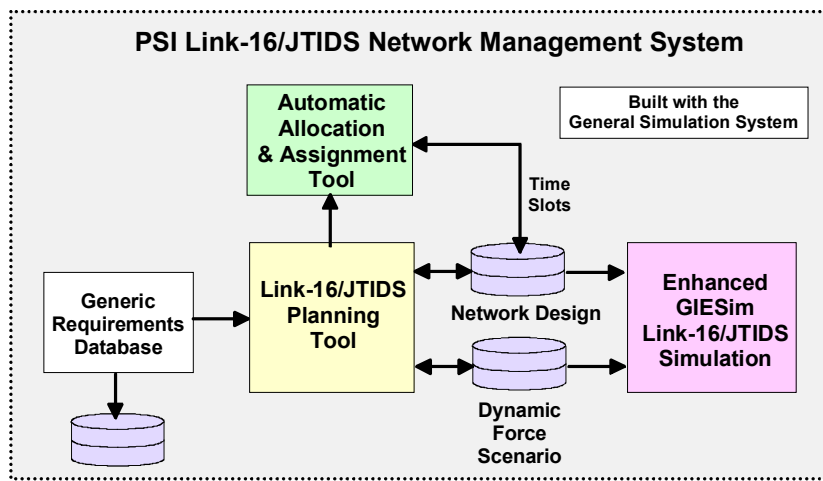 PSI Link-16/JTIDS Network Management System
Automatic
Allocation
& Assignment
Tool
Built with the
General Simulation System
Time
Slots
Generic
Requirements
Database
Link-16/JTIDS
Planning
Tool
Network Design
Enhanced
GIESim
Link-16/JTIDS
Simulation
Dynamic
Force
Scenario